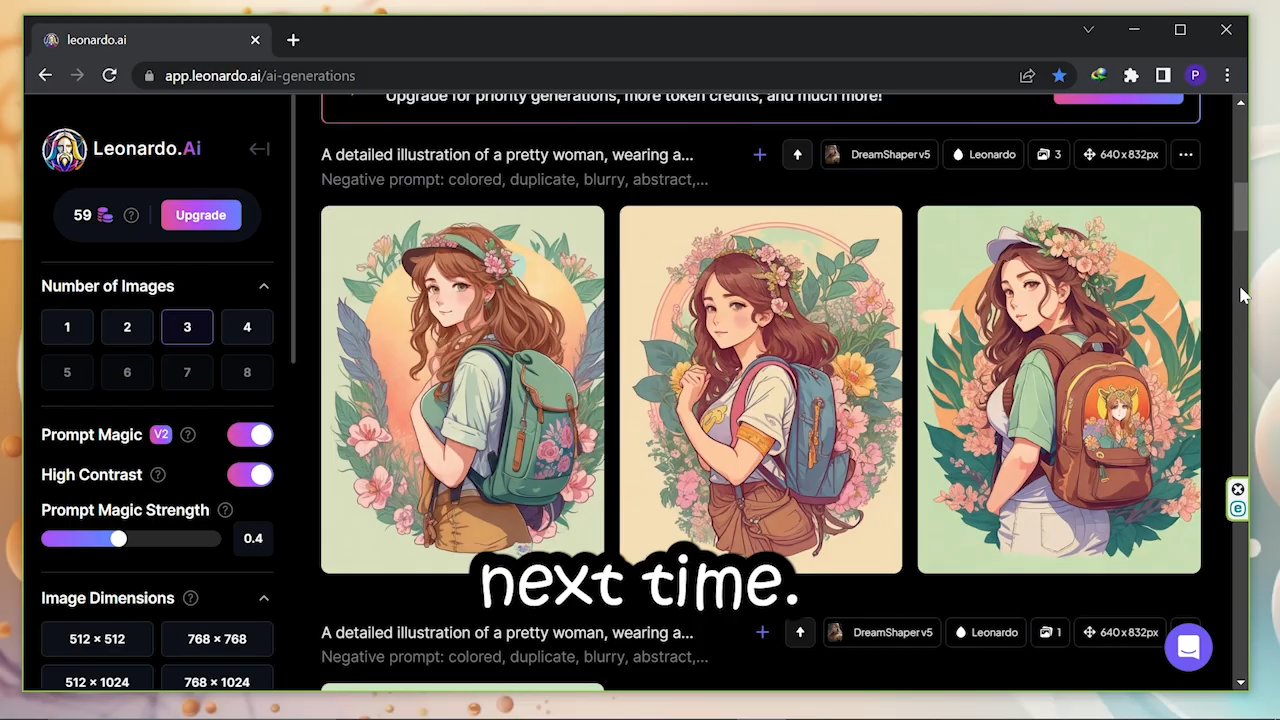 leonardo.ai
app.leonardo.ai/ai-generations
P
Leonardo.Ai
59
Upgrade
Number of Images
1 2 3 4
5 6 7 8
Prompt Magic V2
High Contrast
Prompt Magic Strength
0.4
Image Dimensions
512 × 512 768 × 768
512 × 1024 768 × 1024
Upgrade for priority generations, more token credits, and much more!
A detailed illustration of a pretty woman, wearing a...
DreamShaper v5 Leonardo 3 640 x 832px
Negative prompt: colored, duplicate, blurry, abstract,...
next time.
A detailed illustration of a pretty woman, wearing a...
DreamShaper v5 Leonardo 1 640 x 832px
Negative prompt: colored, duplicate, blurry, abstract,...